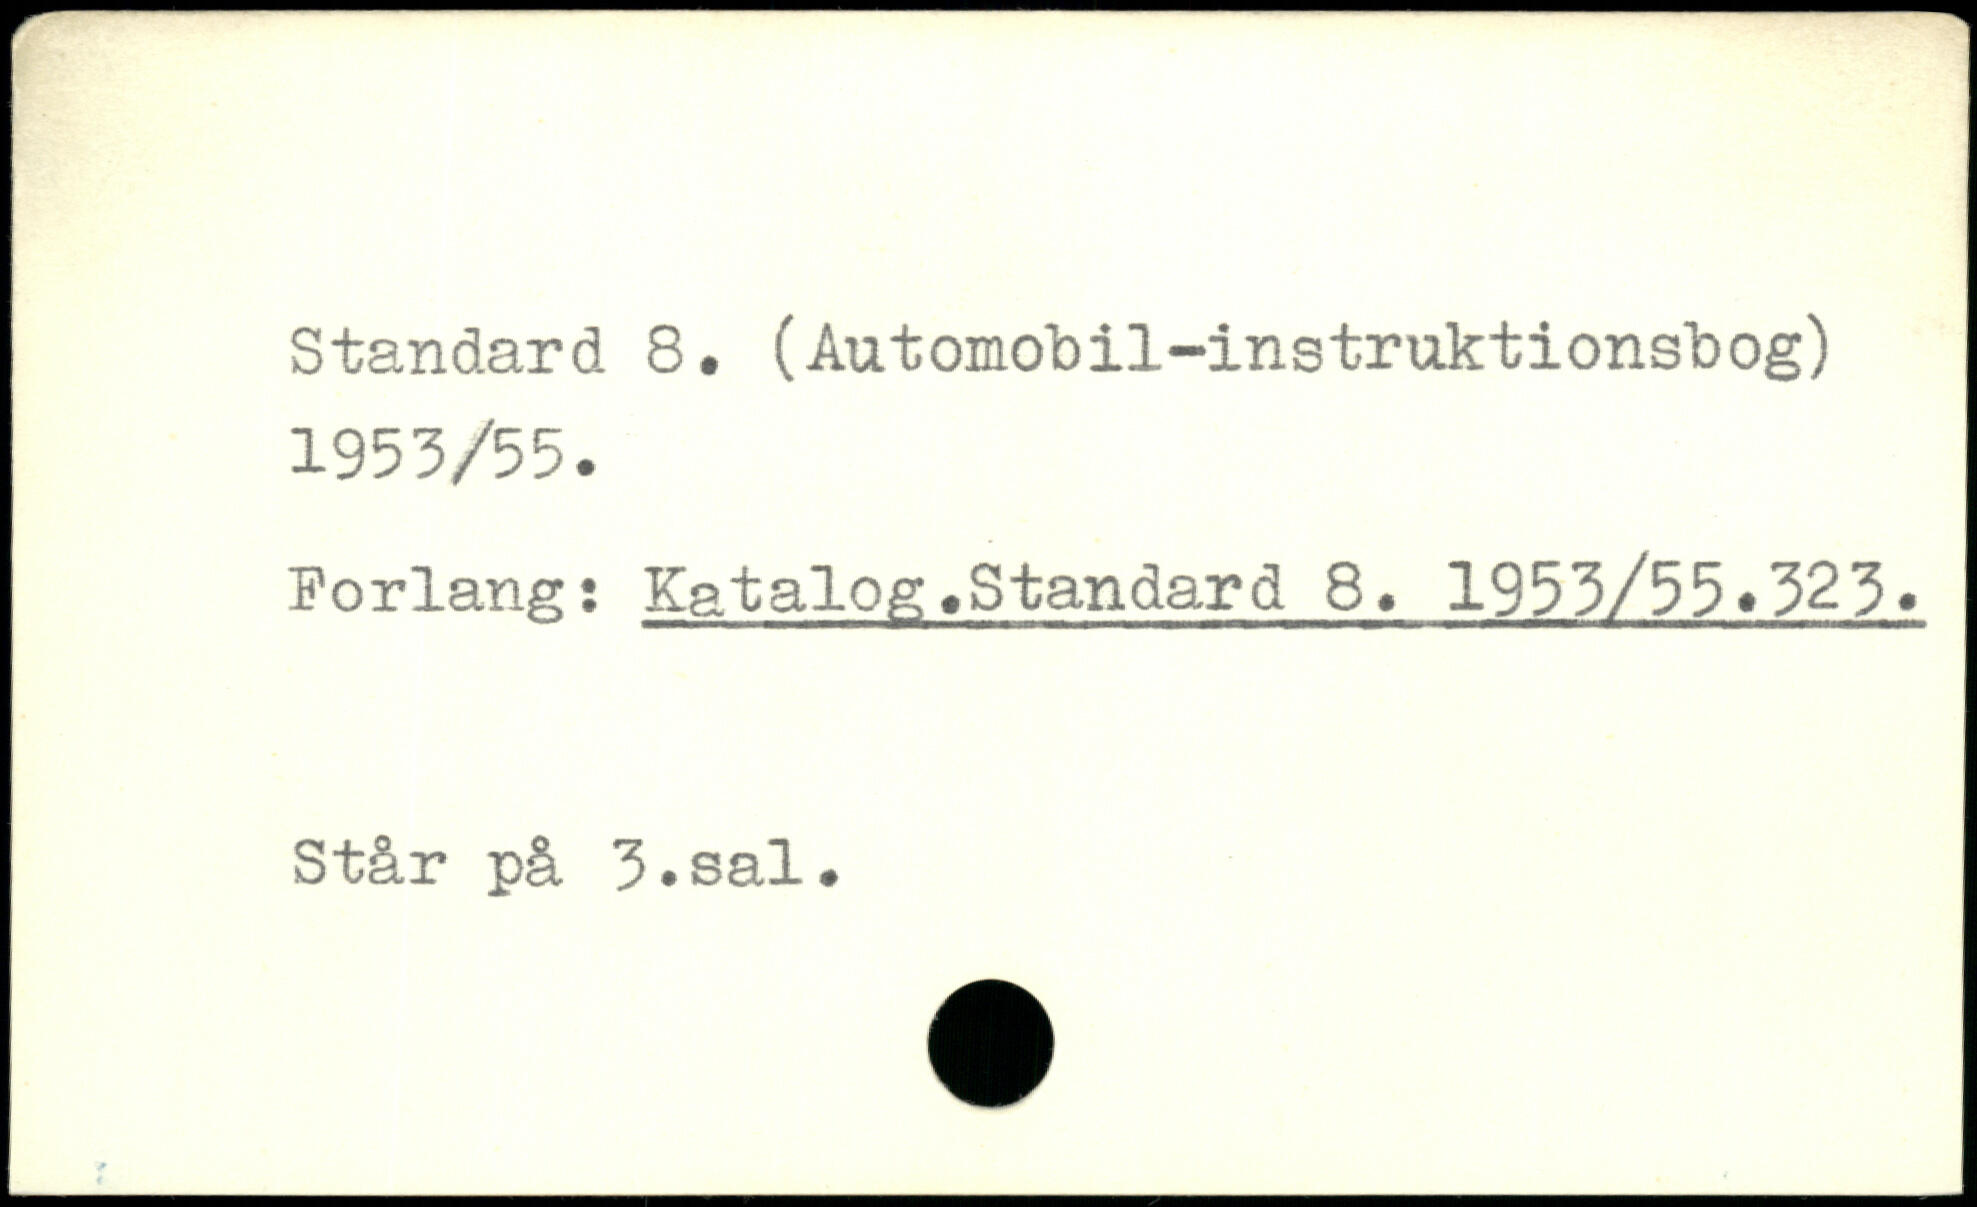 Standard 8. (Automobil-instruktionsbog)
1953/55.
Forlang: Katalog.Standard 8. 1953/55.323.
Står på 3.sal.